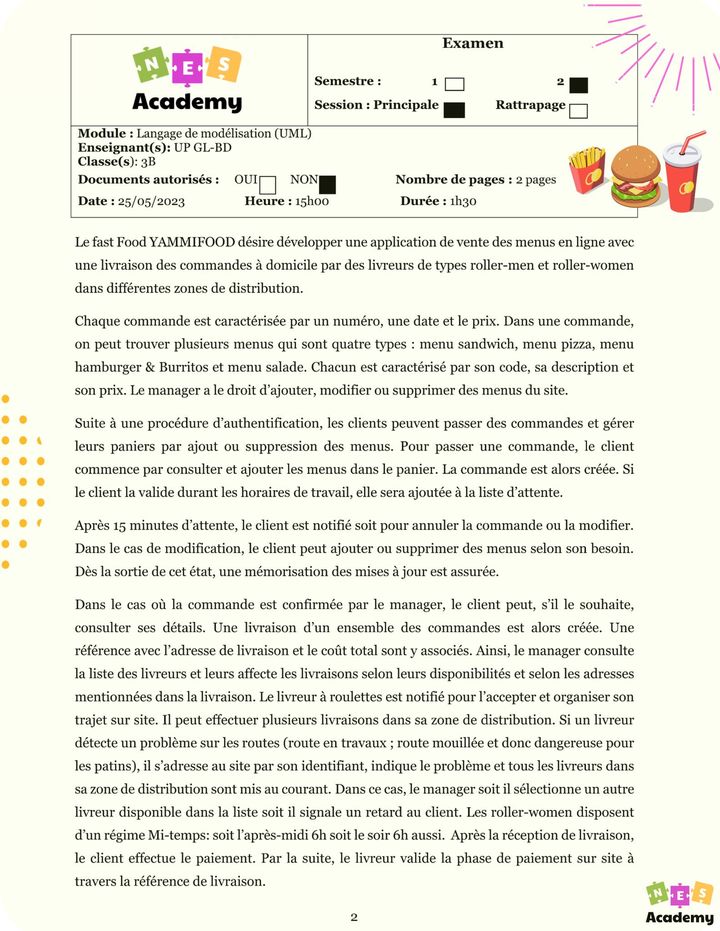 N E S
Academy
Examen
Semestre : 1 2
Session : Principale Rattrapage
Module : Langage de modélisation (UML)
Enseignant(s): UP GL-BD
Classe(s): 3B
Documents autorisés : OUI NON Nombre de pages : 2 pages
Date : 25/05/2023 Heure : 15h00 Durée : 1h30
Le fast Food YAMMIFOOD désire développer une application de vente des menus en ligne avec
une livraison des commandes à domicile par des livreurs de types roller-men et roller-women
dans différentes zones de distribution.
Chaque commande est caractérisée par un numéro, une date et le prix. Dans une commande,
on peut trouver plusieurs menus qui sont quatre types : menu sandwich, menu pizza, menu
hamburger & Burritos et menu salade. Chacun est caractérisé par son code, sa description et
son prix. Le manager a le droit d'ajouter, modifier ou supprimer des menus du site.
Suite à une procédure d'authentification, les clients peuvent passer des commandes et gérer
leurs paniers par ajout ou suppression des menus. Pour passer une commande, le client
commence par consulter et ajouter les menus dans le panier. La commande est alors créée. Si
le client la valide durant les horaires de travail, elle sera ajoutée à la liste d'attente.
Après 15 minutes d'attente, le client est notifié soit pour annuler la commande ou la modifier.
Dans le cas de modification, le client peut ajouter ou supprimer des menus selon son besoin.
Dès la sortie de cet état, une mémorisation des mises à jour est assurée.
Dans le cas où la commande est confirmée par le manager, le client peut, s'il le souhaite,
consulter ses détails. Une livraison d'un ensemble des commandes est alors créée. Une
référence avec l'adresse de livraison et le coût total sont y associés. Ainsi, le manager consulte
la liste des livreurs et leurs affecte les livraisons selon leurs disponibilités et selon les adresses
mentionnées dans la livraison. Le livreur à roulettes est notifié pour l'accepter et organiser son
trajet sur site. Il peut effectuer plusieurs livraisons dans sa zone de distribution. Si un livreur
détecte un problème sur les routes (route en travaux ; route mouillée et donc dangereuse pour
les patins), il s'adresse au site par son identifiant, indique le problème et tous les livreurs dans
sa zone de distribution sont mis au courant. Dans ce cas, le manager soit il sélectionne un autre
livreur disponible dans la liste soit il signale un retard au client. Les roller-women disposent
d'un régime Mi-temps: soit l'après-midi 6h soit le soir 6h aussi. Après la réception de livraison,
le client effectue le paiement. Par la suite, le livreur valide la phase de paiement sur site à
travers la référence de livraison.
2
N E S
Academy